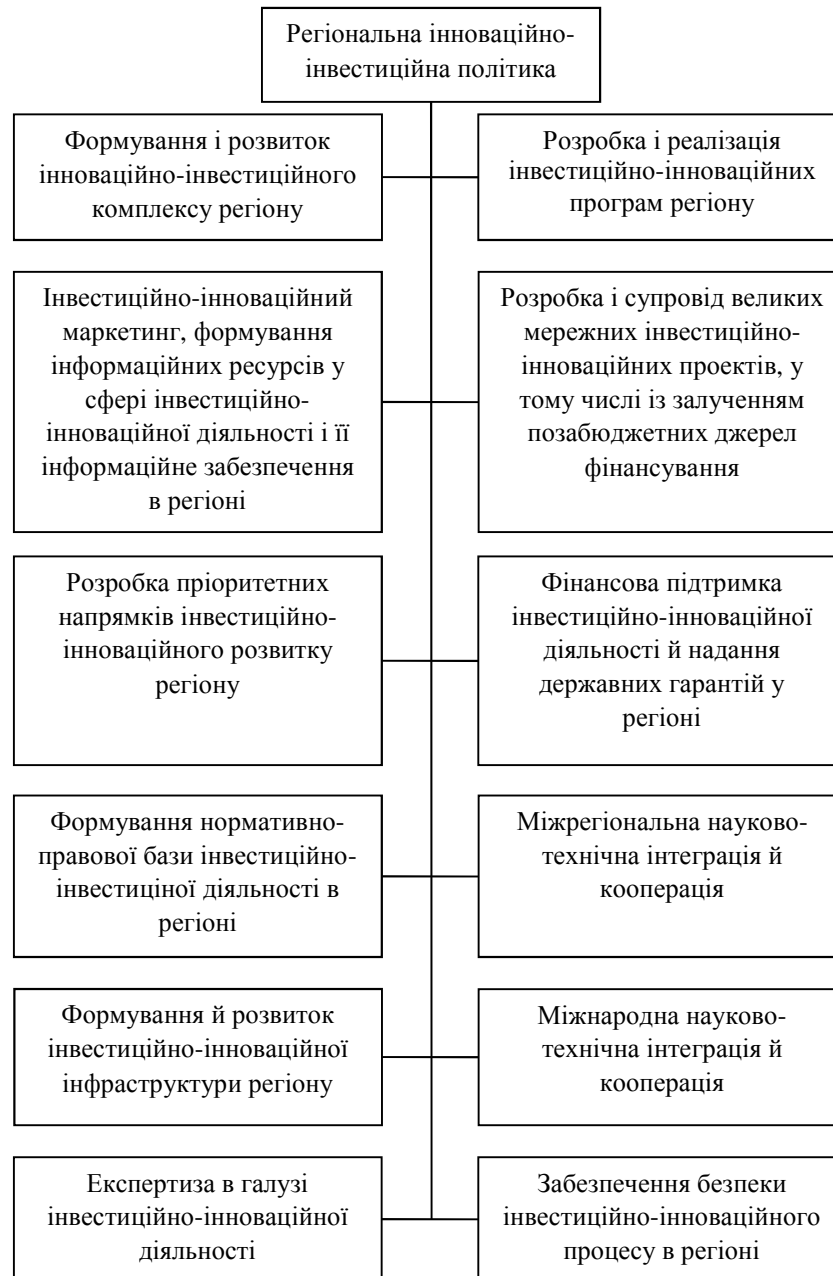 Регіональна інноваційно-
інвестиційна політика
Формування і розвиток
інноваційно-інвестиційного
комплексу регіону
Розробка і реалізація
інвестиційно-інноваційних
програм регіону
Інвестиційно-інноваційний
маркетинг, формування
інформаційних ресурсів у
сфері інвестиційно-
інноваційної діяльності і її
інформаційне забезпечення
в регіоні
Розробка і супровід великих
мережних інвестиційно-
інноваційних проектів, у
тому числі із залученням
позабюджетних джерел
фінансування
Розробка пріоритетних
напрямків інвестиційно-
інноваційного розвитку
регіону
Фінансова підтримка
інвестиційно-інноваційної
діяльності й надання
державних гарантій у
регіоні
Формування нормативно-
правової бази інвестиційно-
інвестиціної діяльності в
регіоні
Міжрегіональна науково-
технічна інтеграція й
кооперація
Формування й розвиток
інвестиційно-інноваційної
інфраструктури регіону
Міжнародна науково-
технічна інтеграція й
кооперація
Експертиза в галузі
інвестиційно-інноваційної
діяльності
Забезпечення безпеки
інвестиційно-інноваційного
процесу в регіоні